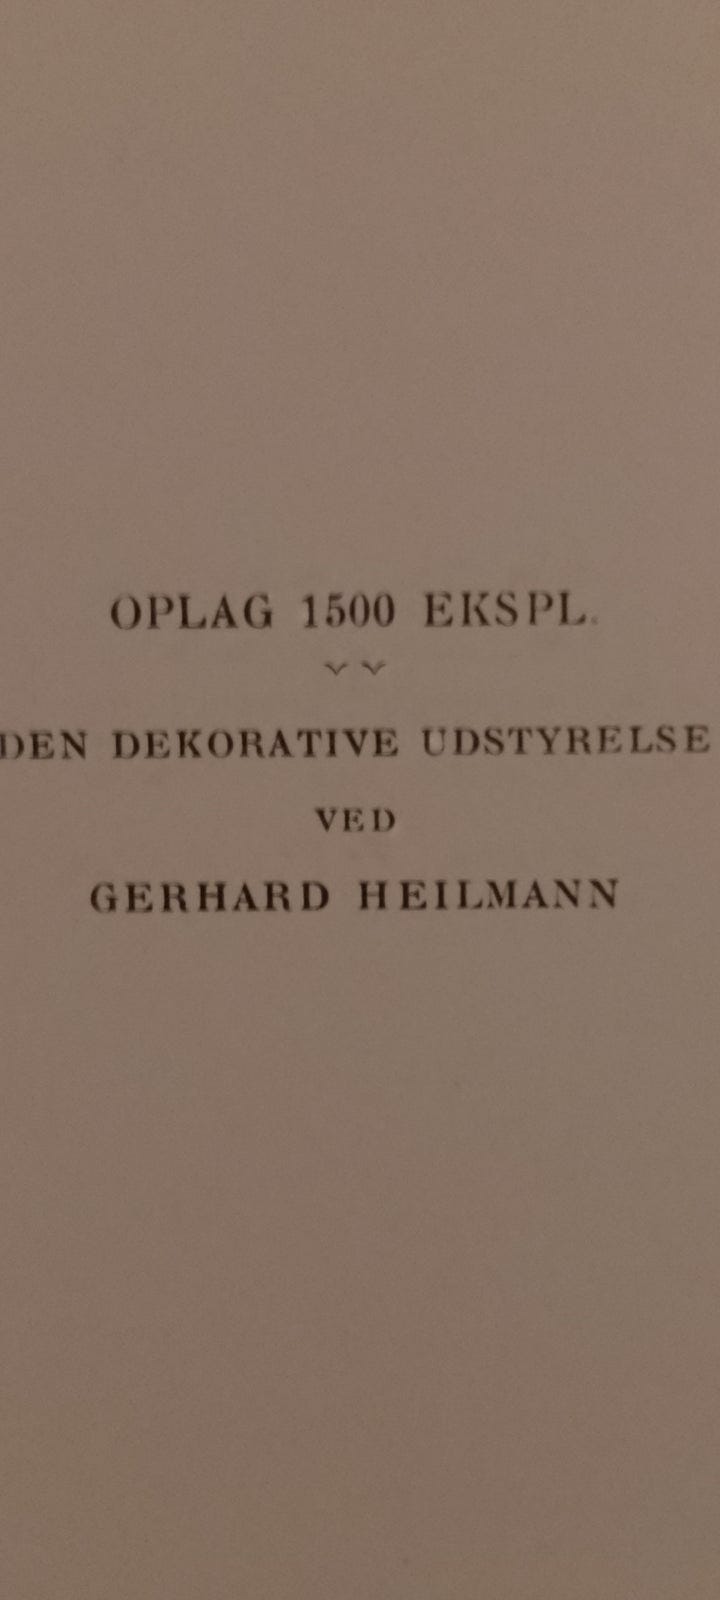 OPLAG 1500 EKSPL.
DEN DEKORATIVE UDSTYRELSE
VED
GERHARD HEILMANN